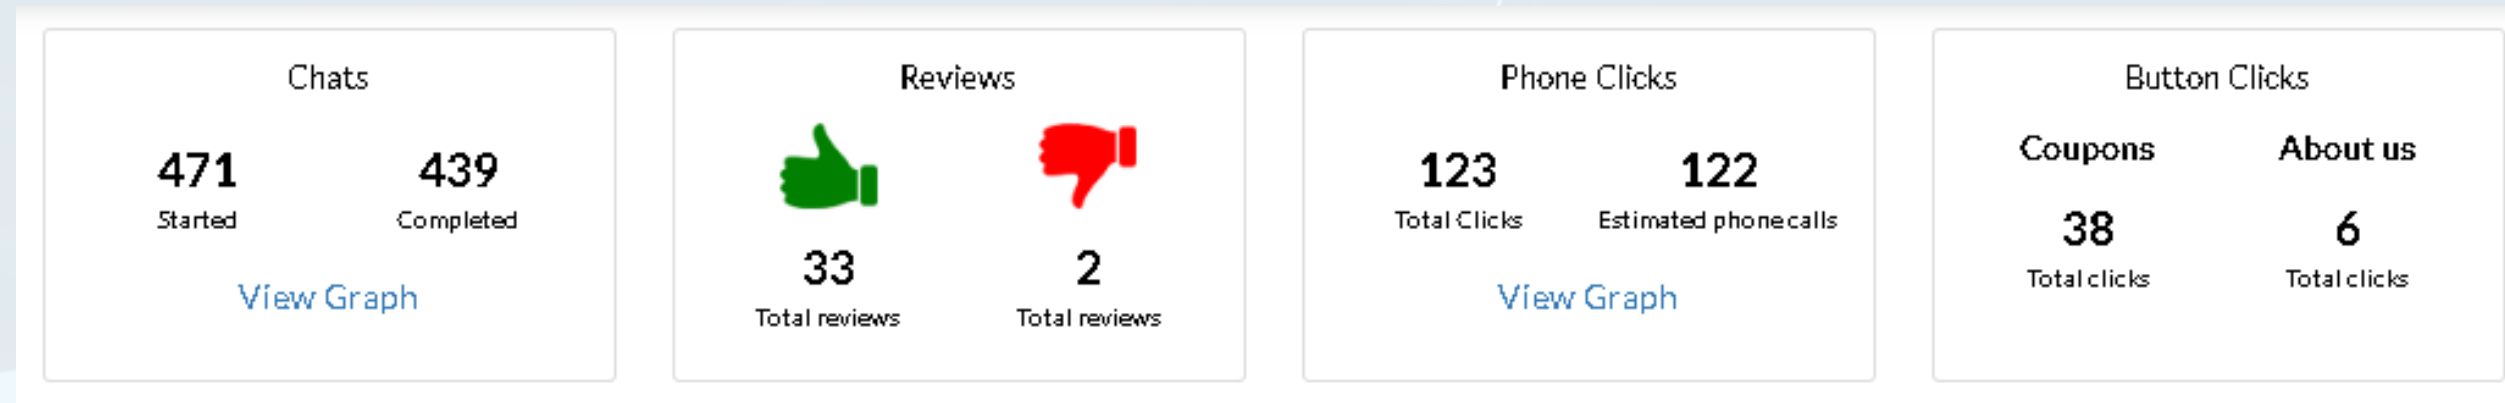 Chats
471 439
Started Completed
View Graph
Reviews
33 2
Total reviews Total reviews
Phone Clicks
123 122
Total Clicks Estimated phone calls
View Graph
Button Clicks
Coupons About us
38 6
Total clicks Total clicks